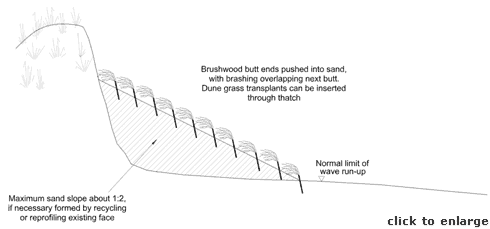 Brushwood butt ends pushed into sand,
with brashing overlapping next butt.
Dune grass transplants can be inserted
through thatch
Normal limit of
wave run-up
Maximum sand slope about 1:2,
if necessary formed by recycling
or reprofiling existing face
click to enlarge